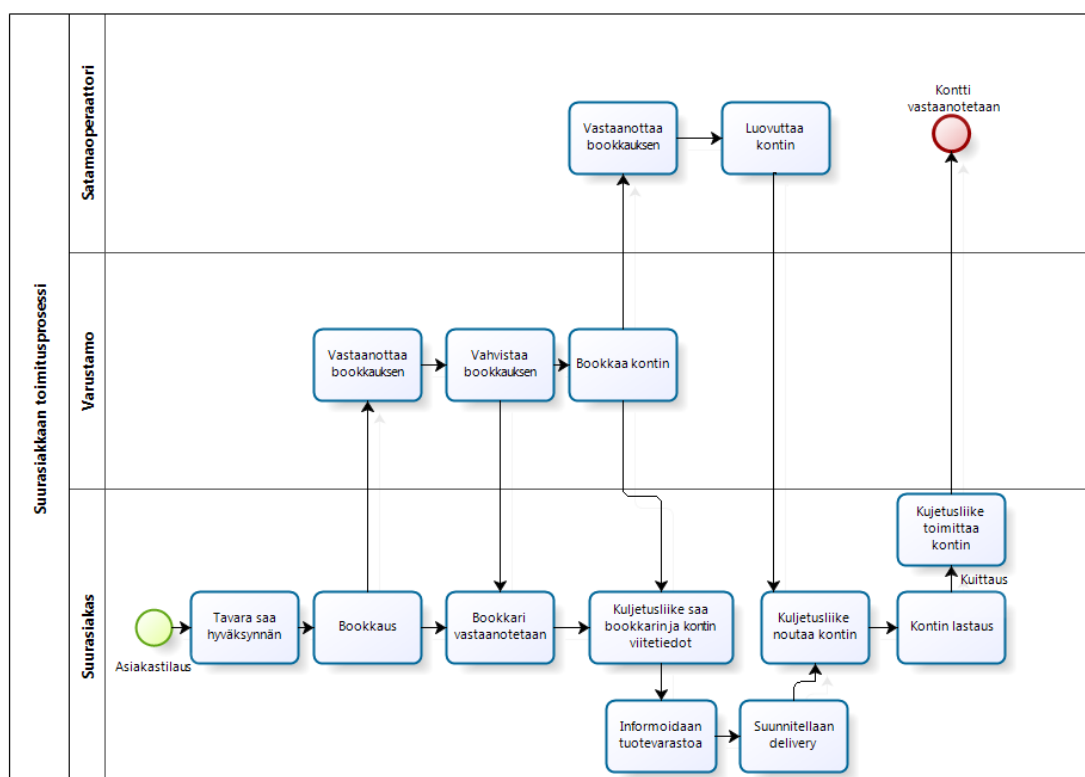 Suurasiakkaan toimitusprosessi
Satamaoperaattori
Vastaanottaa
bookkauksen
Luovuttaa
kontin
Kontti
vastaanotetaan
Varustamo
Vastaanottaa
bookkauksen
Vahvistaa
bookkauksen
Bookkaa kontin
Suurasiakas
Asiakastilaus
Tavara saa
hyväksynnän
Bookkaus
Bookkari
vastaanotetaan
Kuljetusliike saa
bookkarin ja kontin
viitetiedot
Informoidaan
tuotevarastoa
Suunnitellaan
delivery
Kuljetusliike
noutaa kontin
Kontin lastaus
Kuittaus
Kujetusliike
toimittaa
kontin